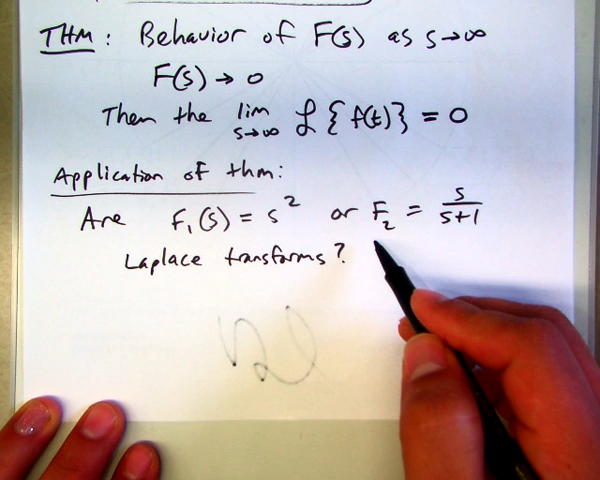 THM: Behavior of F(s) as s→∞
F(s) → 0
Then the lim s→∞ ℒ{f(t)} = 0
Application of thm:
Are F₁(s) = s² or F₂ = s/(s+1)
Laplace transforms?